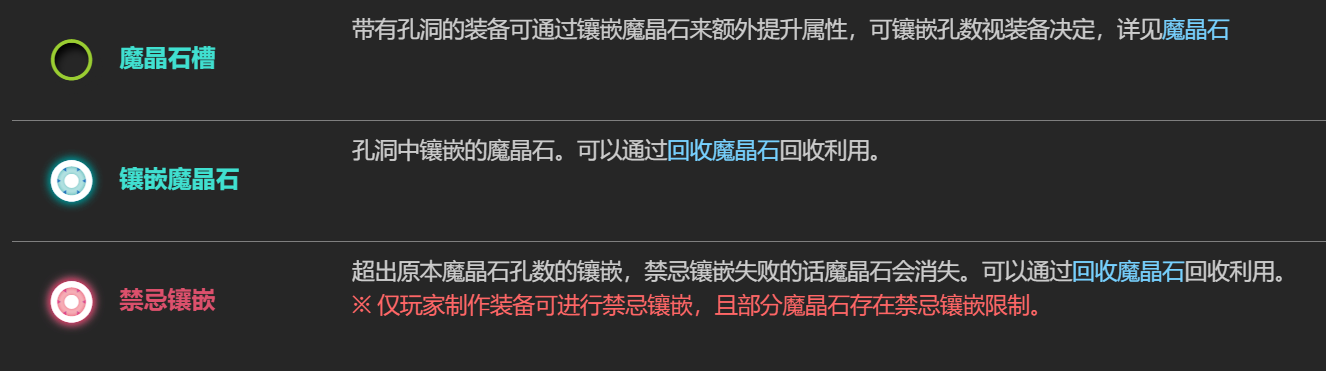 魔晶石槽
带有孔洞的装备可通过镶嵌魔晶石来额外提升属性，可镶嵌孔数视装备决定，详见魔晶石
镶嵌魔晶石
孔洞中镶嵌的魔晶石。可以通过回收魔晶石回收利用。
禁忌镶嵌
超出原本魔晶石孔数的镶嵌，禁忌镶嵌失败的话魔晶石会消失。可以通过回收魔晶石回收利用。
※ 仅玩家制作装备可进行禁忌镶嵌，且部分魔晶石存在禁忌镶嵌限制。